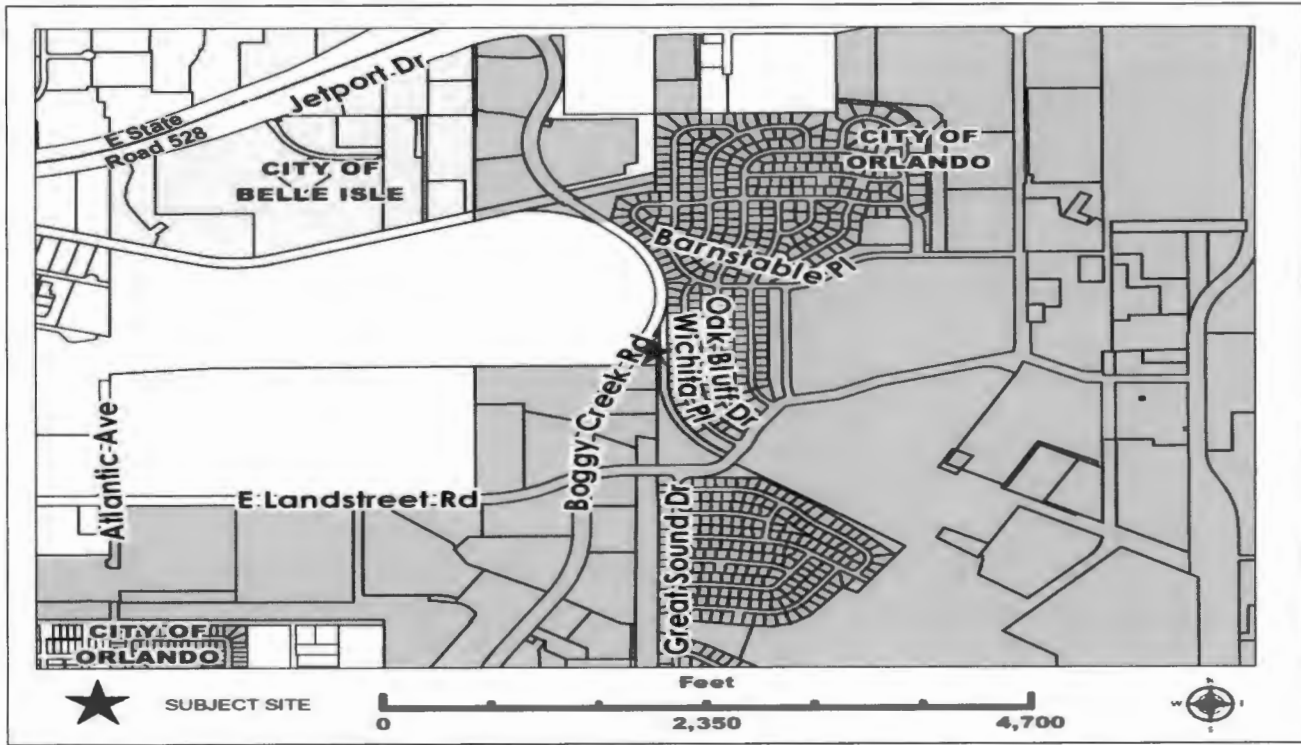 Jetport Dr
E State
Road 528
CITY OF
BELLE ISLE
CITY OF
ORLANDO
Barnstable Pl
Oak Bluff Dr
Wichita Pl
Boggy Creek Rd
Atlantic Ave
E Landstreet Rd
Great Sound Dr
CITY OF
ORLANDO
SUBJECT SITE
Feet
0 2,350 4,700
N
W
S